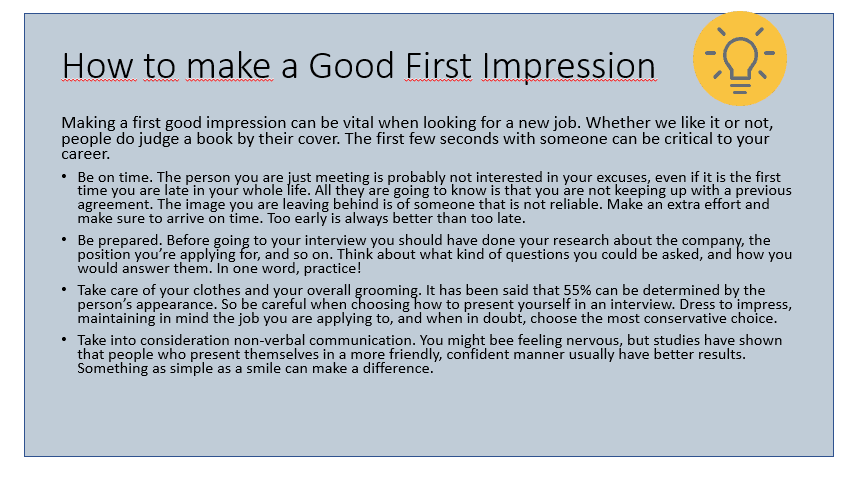 How to make a Good First Impression
Making a first good impression can be vital when looking for a new job. Whether we like it or not,
people do judge a book by their cover. The first few seconds with someone can be critical to your
career.
• Be on time. The person you are just meeting is probably not interested in your excuses, even if it is the first
time you are late in your whole life. All they are going to know is that you are not keeping up with a previous
agreement. The image you are leaving behind is of someone that is not reliable. Make an extra effort and
make sure to arrive on time. Too early is always better than too late.
• Be prepared. Before going to your interview you should have done your research about the company, the
position you’re applying for, and so on. Think about what kind of questions you could be asked, and how you
would answer them. In one word, practice!
• Take care of your clothes and your overall grooming. It has been said that 55% can be determined by the
person’s appearance. So be careful when choosing how to present yourself in an interview. Dress to impress,
maintaining in mind the job you are applying to, and when in doubt, choose the most conservative choice.
• Take into consideration non-verbal communication. You might bee feeling nervous, but studies have shown
that people who present themselves in a more friendly, confident manner usually have better results.
Something as simple as a smile can make a difference.